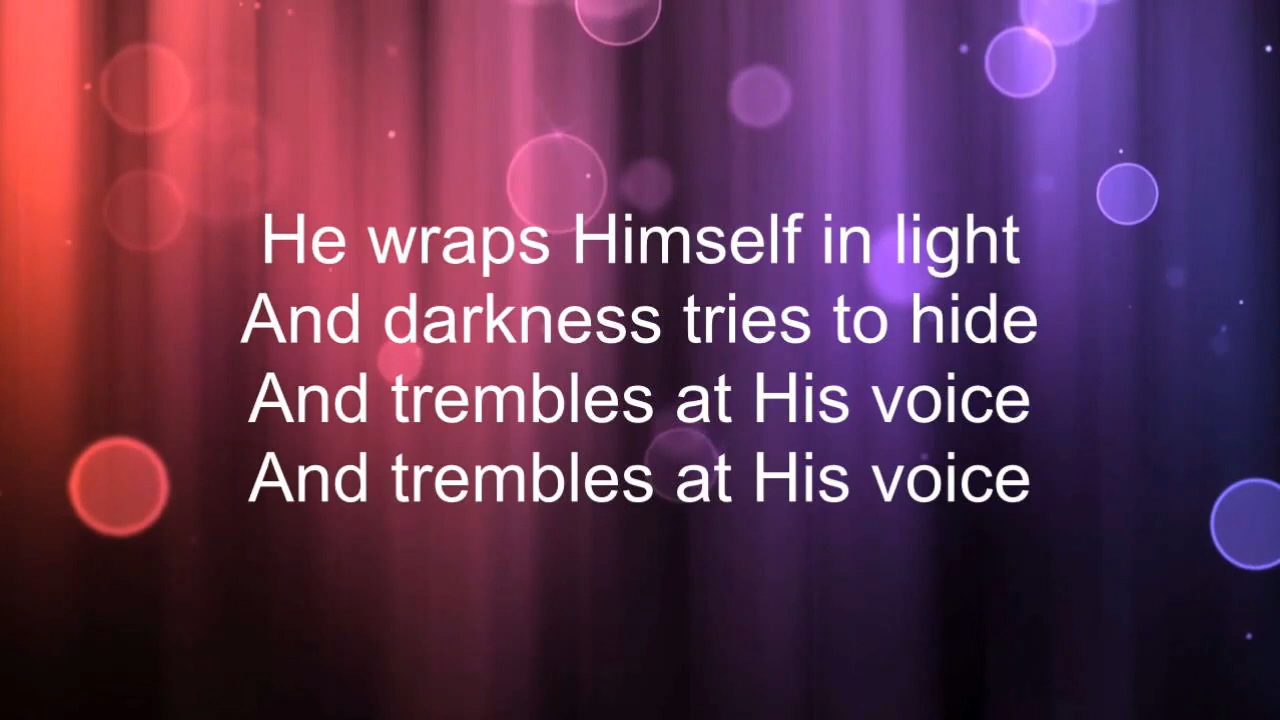 He wraps Himself in light
And darkness tries to hide
And trembles at His voice
And trembles at His voice